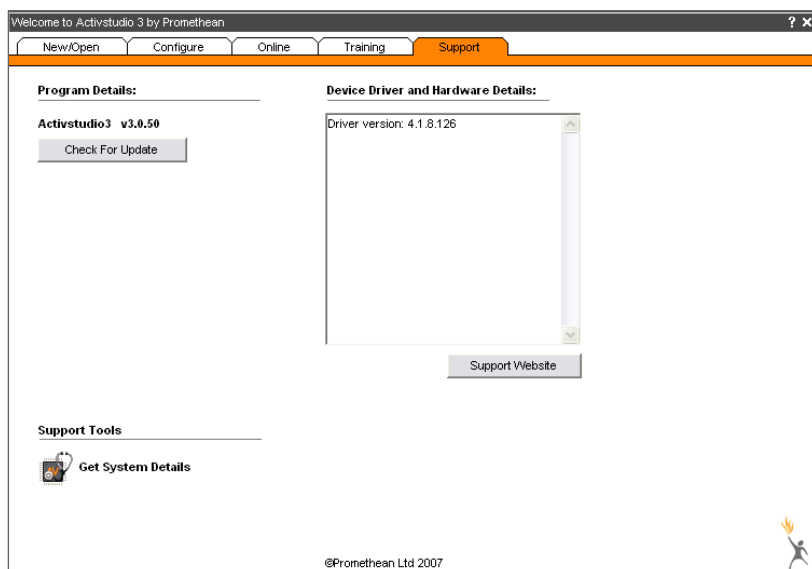 Welcome to Activstudio 3 by Promethean ? X
New/Open Configure Online Training Support
Program Details:
Device Driver and Hardware Details:
Activstudio3 v3.0.50
Driver version: 4.1.8.126
Check For Update
Support Website
Support Tools
Get System Details
©Promethean Ltd 2007